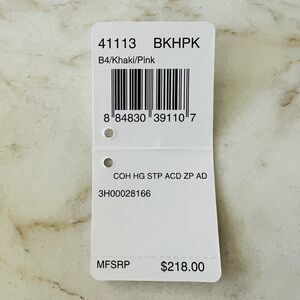 41113 BKHPK
B4/Khaki/Pink
8 84830 39110 7
COH HG STP ACD ZP AD
3H00028166
MFSRP $218.00